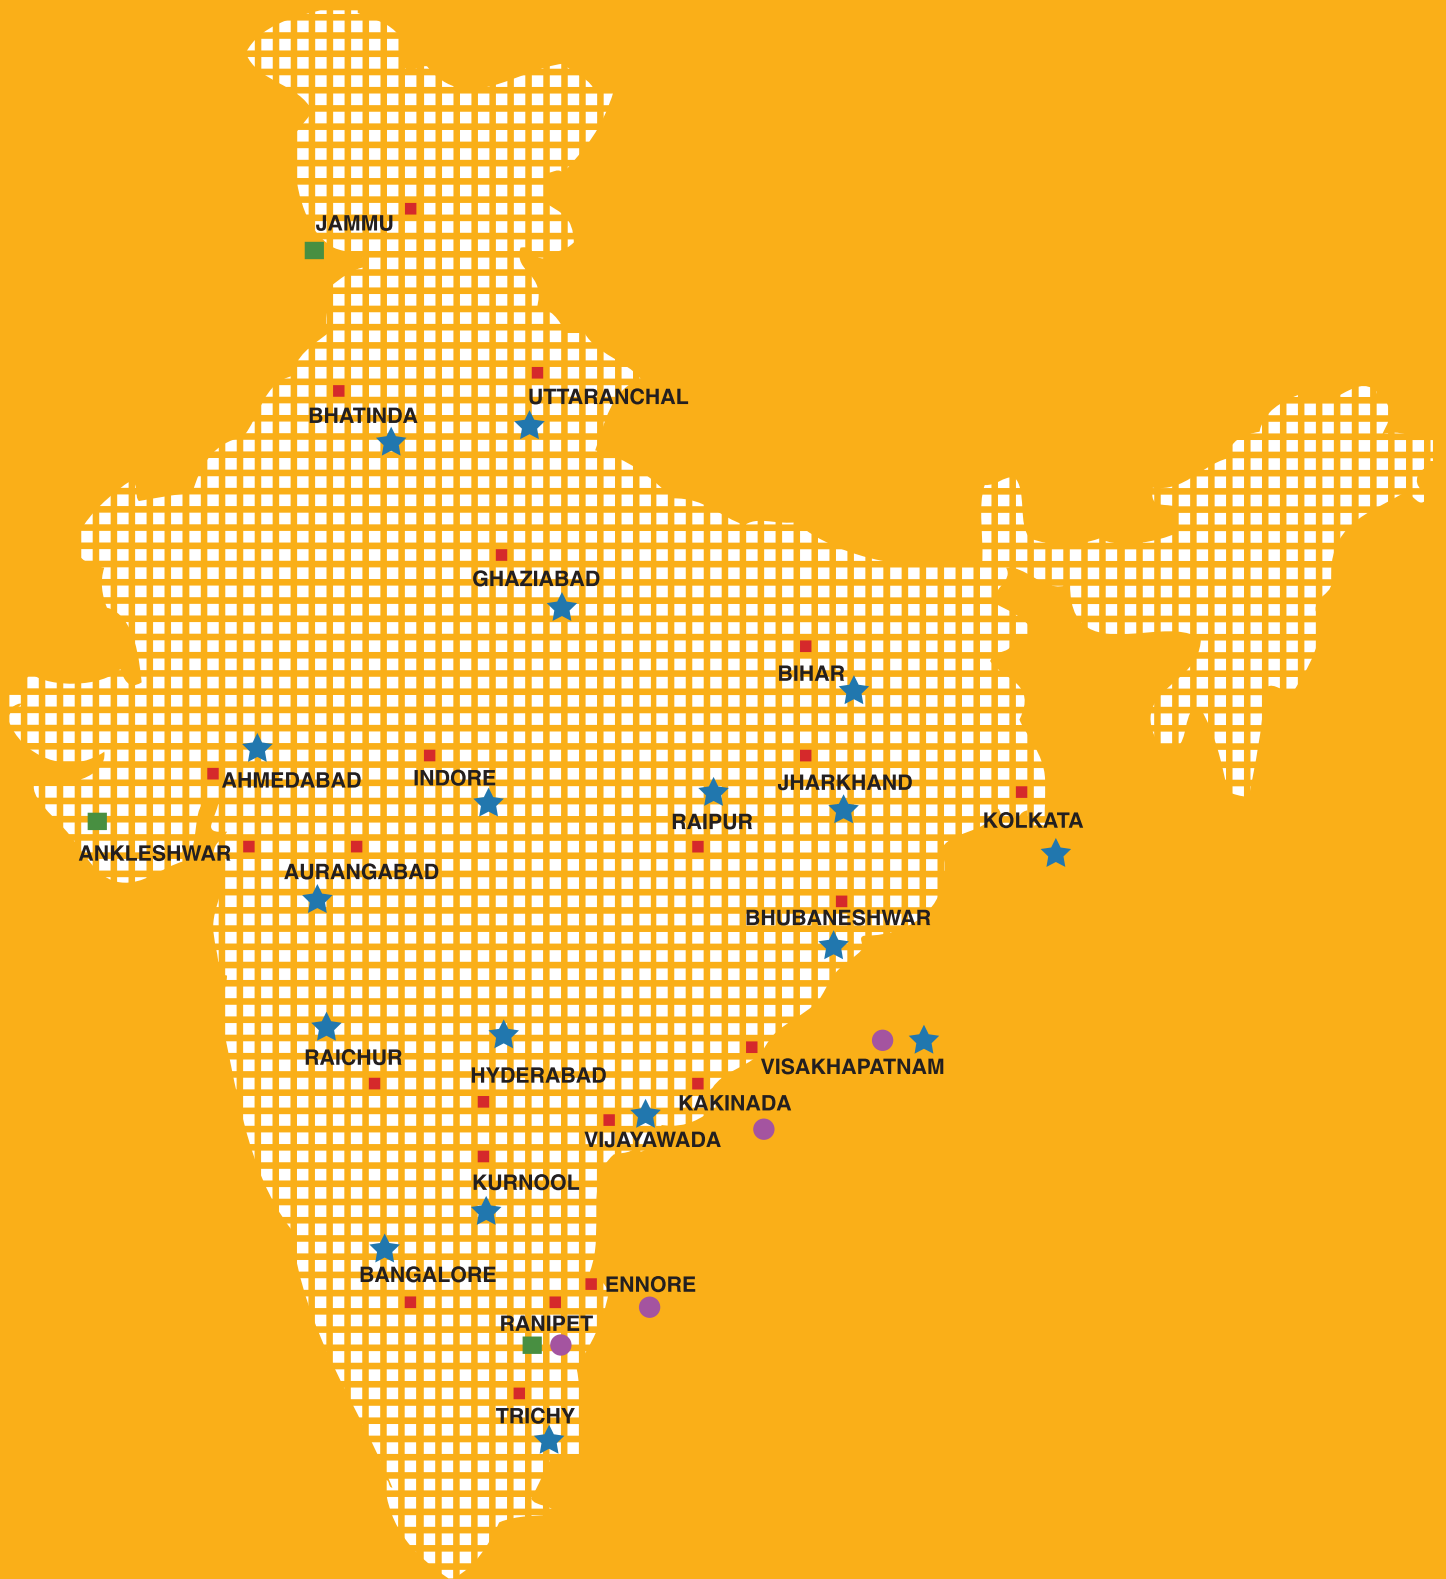 JAMMU
UTTARANCHAL
BHATINDA
GHAZIABAD
BIHAR
AHMEDABAD
INDORE
JHARKHAND
RAIPUR
KOLKATA
ANKLESHWAR
AURANGABAD
BHUBANESHWAR
RAICHUR
VISAKHAPATNAM
HYDERABAD
KAKINADA
VIJAYAWADA
KURNOOL
BANGALORE
ENNORE
RANIPET
TRICHY